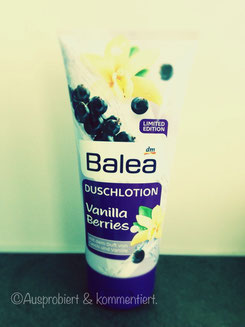 LIMITED
EDITION
dm
Balea
DUSCHLOTION
Vanilla
Berries
©Ausprobiert & kommentiert.